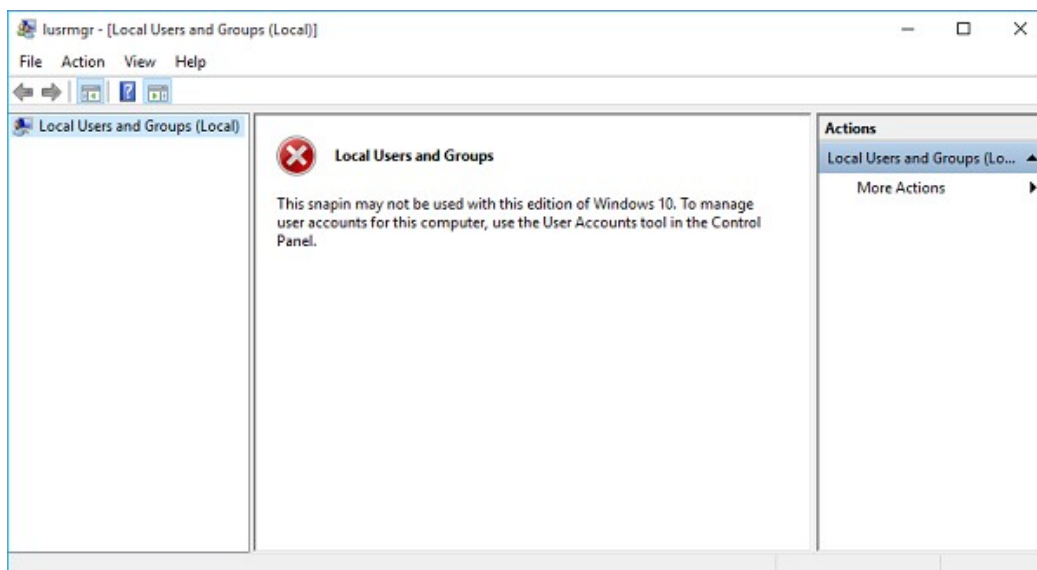 lusrmgr - [Local Users and Groups (Local)]
File Action View Help
Local Users and Groups (Local)
Local Users and Groups
This snapin may not be used with this edition of Windows 10. To manage
user accounts for this computer, use the User Accounts tool in the Control
Panel.
Actions
Local Users and Groups (Lo...
More Actions